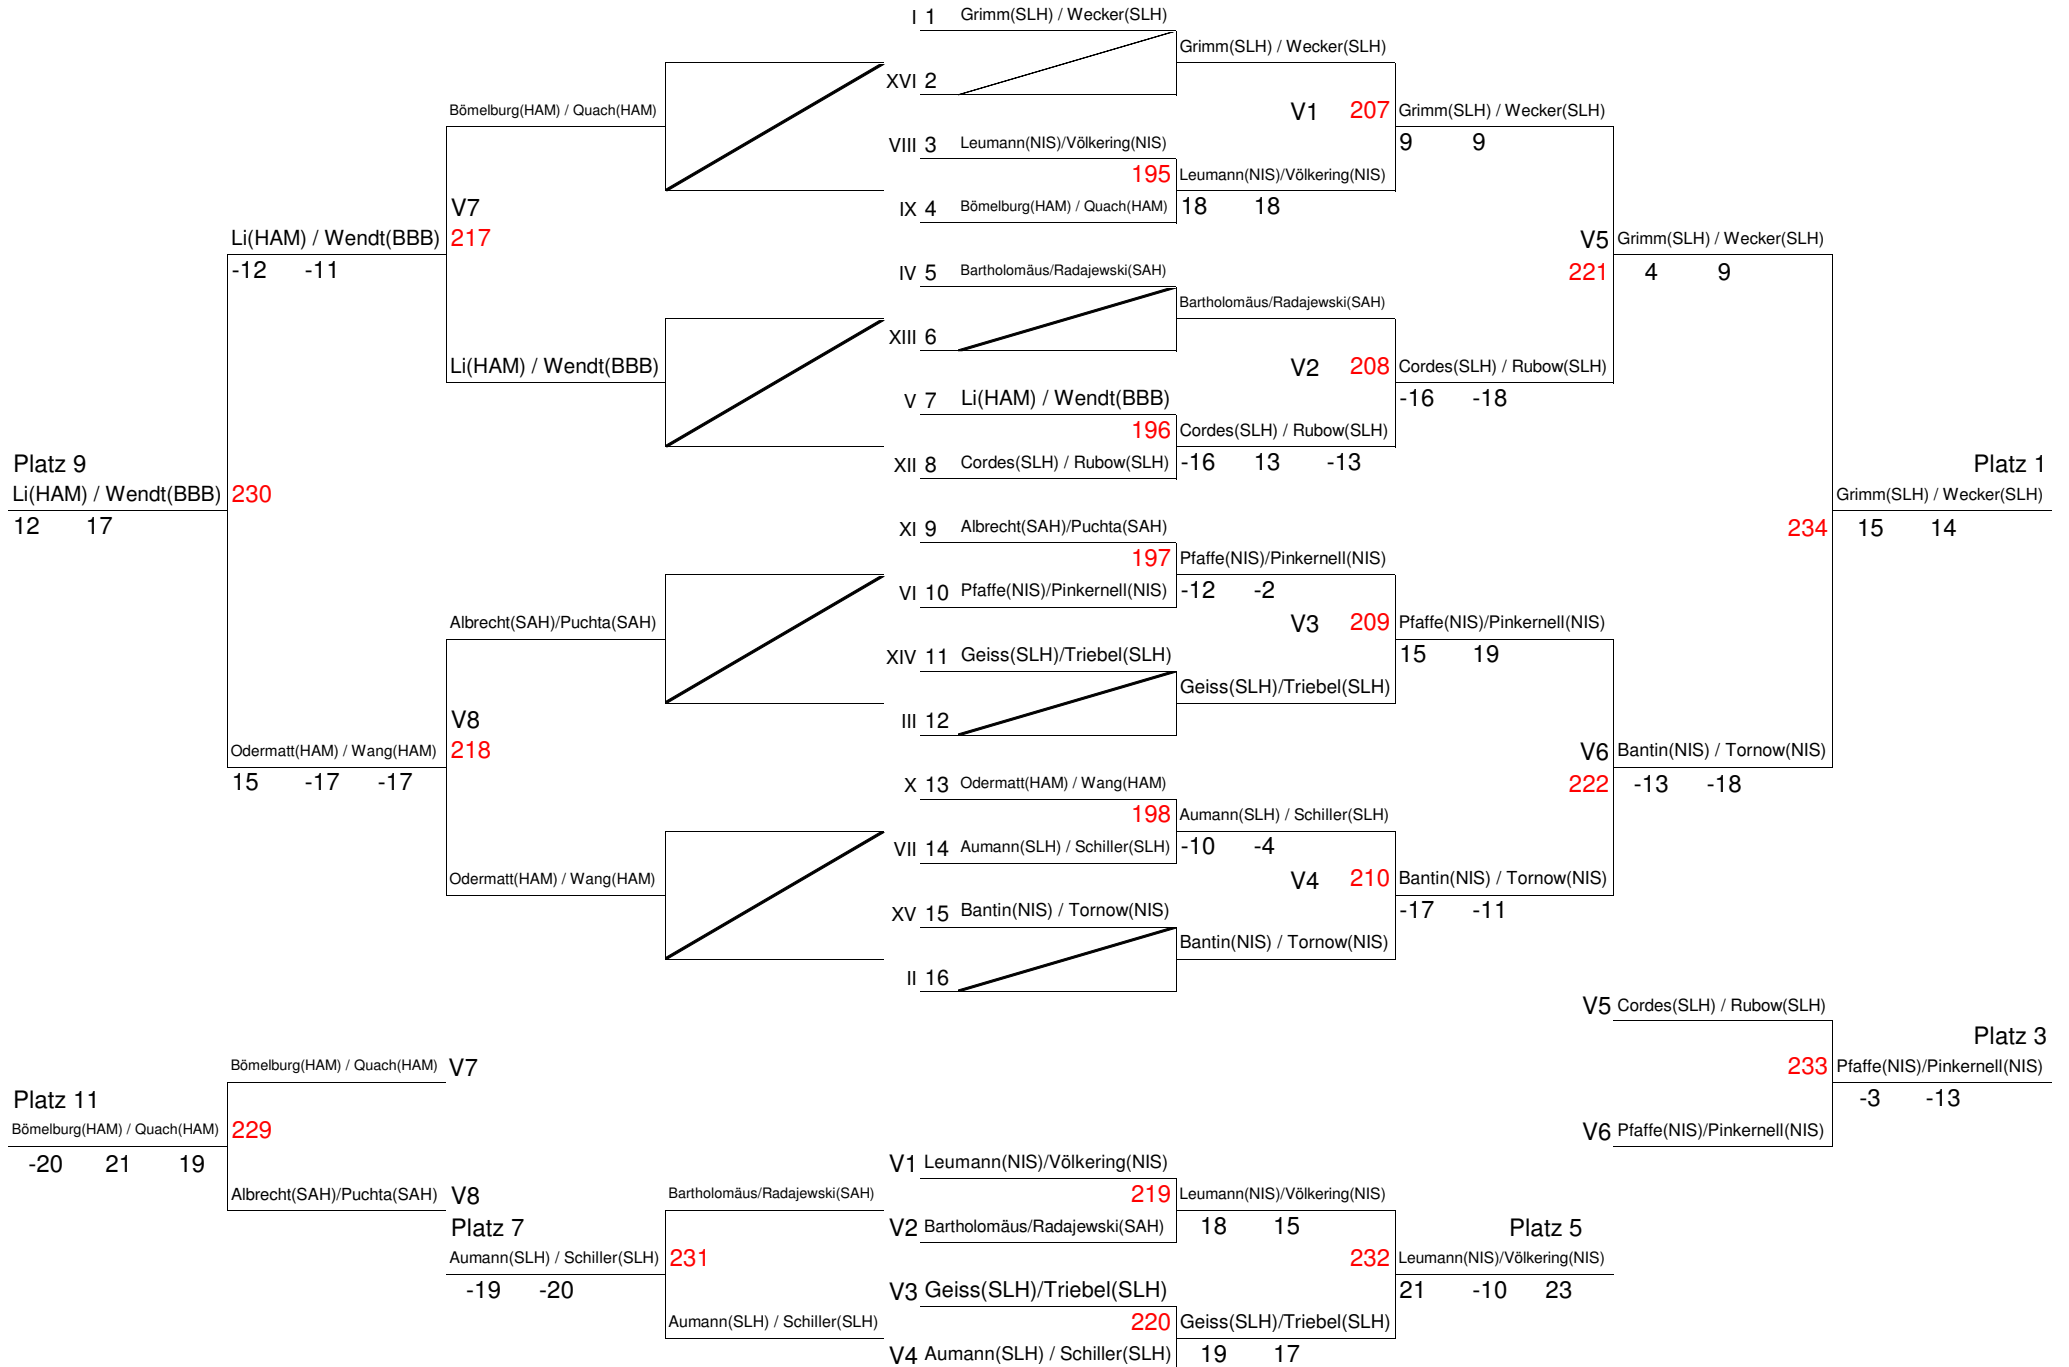 I 1 Grimm(SLH) / Wecker(SLH)
Grimm(SLH) / Wecker(SLH)
XVI 2
Bömelburg(HAM) / Quach(HAM)
V1 207 Grimm(SLH) / Wecker(SLH)
9 9
VIII 3 Leumann(NIS)/Völkering(NIS)
195 Leumann(NIS)/Völkering(NIS)
IX 4 Bömelburg(HAM) / Quach(HAM) 18 18
V7
Li(HAM) / Wendt(BBB) 217
-12 -11
V5 Grimm(SLH) / Wecker(SLH)
221 4 9
IV 5 Bartholomäus/Radajewski(SAH)
Bartholomäus/Radajewski(SAH)
XIII 6
Li(HAM) / Wendt(BBB)
V2 208 Cordes(SLH) / Rubow(SLH)
-16 -18
V 7 Li(HAM) / Wendt(BBB)
196 Cordes(SLH) / Rubow(SLH)
XII 8 Cordes(SLH) / Rubow(SLH) -16 13 -13
Platz 9
Li(HAM) / Wendt(BBB) 230
12 17
Platz 1
Grimm(SLH) / Wecker(SLH)
234 15 14
XI 9 Albrecht(SAH)/Puchta(SAH)
197 Pfaffe(NIS)/Pinkernell(NIS)
VI 10 Pfaffe(NIS)/Pinkernell(NIS) -12 -2
Albrecht(SAH)/Puchta(SAH)
V3 209 Pfaffe(NIS)/Pinkernell(NIS)
15 19
XIV 11 Geiss(SLH)/Triebel(SLH)
Geiss(SLH)/Triebel(SLH)
III 12
V8
Odermatt(HAM) / Wang(HAM) 218
15 -17 -17
V6 Bantin(NIS) / Tornow(NIS)
222 -13 -18
X 13 Odermatt(HAM) / Wang(HAM)
198 Aumann(SLH) / Schiller(SLH)
VII 14 Aumann(SLH) / Schiller(SLH) -10 -4
Odermatt(HAM) / Wang(HAM)
V4 210 Bantin(NIS) / Tornow(NIS)
-17 -11
XV 15 Bantin(NIS) / Tornow(NIS)
Bantin(NIS) / Tornow(NIS)
II 16
V5 Cordes(SLH) / Rubow(SLH)
Platz 3
233 Pfaffe(NIS)/Pinkernell(NIS)
-3 -13
V6 Pfaffe(NIS)/Pinkernell(NIS)
Bömelburg(HAM) / Quach(HAM) V7
Platz 11
Bömelburg(HAM) / Quach(HAM) 229
-20 21 19
Albrecht(SAH)/Puchta(SAH) V8
Platz 7
Bartholomäus/Radajewski(SAH)
Aumann(SLH) / Schiller(SLH) 231
-19 -20
Aumann(SLH) / Schiller(SLH)
V1 Leumann(NIS)/Völkering(NIS)
219 Leumann(NIS)/Völkering(NIS)
V2 Bartholomäus/Radajewski(SAH) 18 15
Platz 5
232 Leumann(NIS)/Völkering(NIS)
21 -10 23
V3 Geiss(SLH)/Triebel(SLH)
220 Geiss(SLH)/Triebel(SLH)
V4 Aumann(SLH) / Schiller(SLH) 19 17